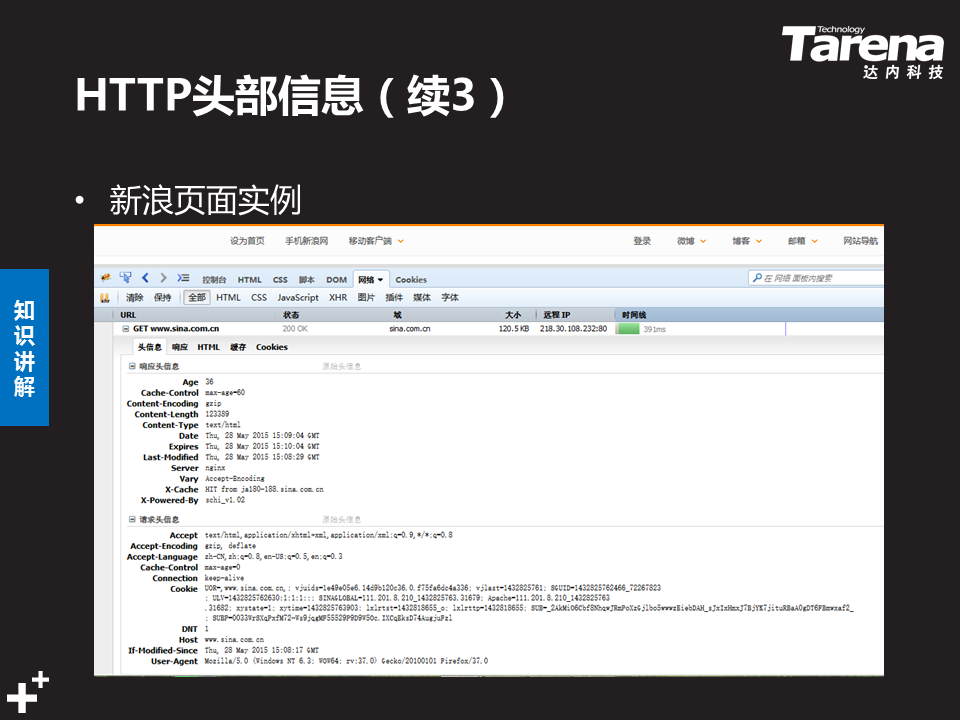 Technology
Tarena
达内科技
HTTP头部信息（续3）
• 新浪页面实例
知识讲解
设为首页 手机新浪网 移动客户端 登录 微博 博客 邮箱 网站导航
控制台 HTML CSS 脚本 DOM 网络 Cookies 在 网络 面板内搜索
清除 保持 全部 HTML CSS JavaScript XHR 图片 插件 媒体 字体
URL 状态 域 大小 远程 IP 时间线
GET www.sina.com.cn 200 OK sina.com.cn 120.5 KB 218.30.108.232:80 391ms
头信息 响应 HTML 缓存 Cookies
响应头信息 原始头信息
Age 36
Cache-Control max-age=60
Content-Encoding gzip
Content-Length 123389
Content-Type text/html
Date Thu, 28 May 2015 15:09:04 GMT
Expires Thu, 28 May 2015 15:10:04 GMT
Last-Modified Thu, 28 May 2015 15:08:29 GMT
Server nginx
Vary Accept-Encoding
X-Cache HIT from ja180-188.sina.com.cn
X-Powered-By schi_v1.02
请求头信息 原始头信息
Accept text/html,application/xhtml+xml,application/xml;q=0.9,*/*;q=0.8
Accept-Encoding gzip, deflate
Accept-Language zh-CN,zh;q=0.8,en-US;q=0.5,en;q=0.3
Cache-Control max-age=0
Connection keep-alive
Cookie UOR=,www.sina.com.cn,; vjuids=1e49e05e6.14d9b120c36.0.f75fa6dc4a336; vjlast=1432825761; SGUID=1432825762466_72267823
; ULV=1432825762630:1:1:1::; SINAGLOBAL=111.201.8.210_1432825763.31679; Apache=111.201.8.210_1432825763
.31682; xystate=1; xytime=1432825763903; lxlrtst=1432818655_o; lxlrttp=1432818655;
DNT 1
Host www.sina.com.cn
If-Modified-Since Thu, 28 May 2015 15:08:17 GMT
User-Agent Mozilla/5.0 (Windows NT 6.3; WOW64; rv:37.0) Gecko/20100101 Firefox/37.0